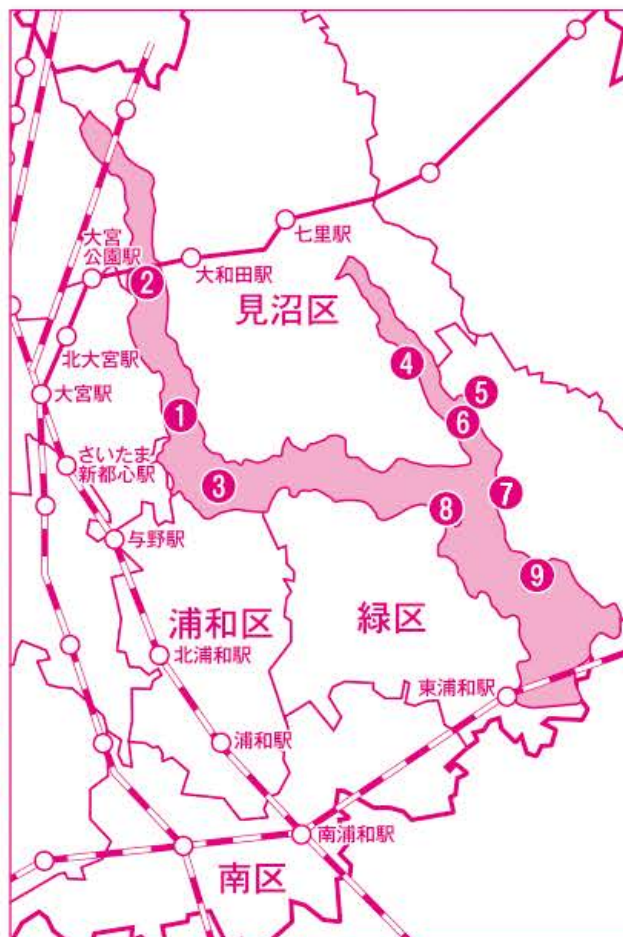 七里駅
大宮
公園駅
大和田駅
2
見沼区
北大宮駅
4
大宮駅
5
1
6
さいたま
新都心駅
3
7
8
与野駅
9
浦和区
緑区
北浦和駅
東浦和駅
浦和駅
南浦和駅
南区